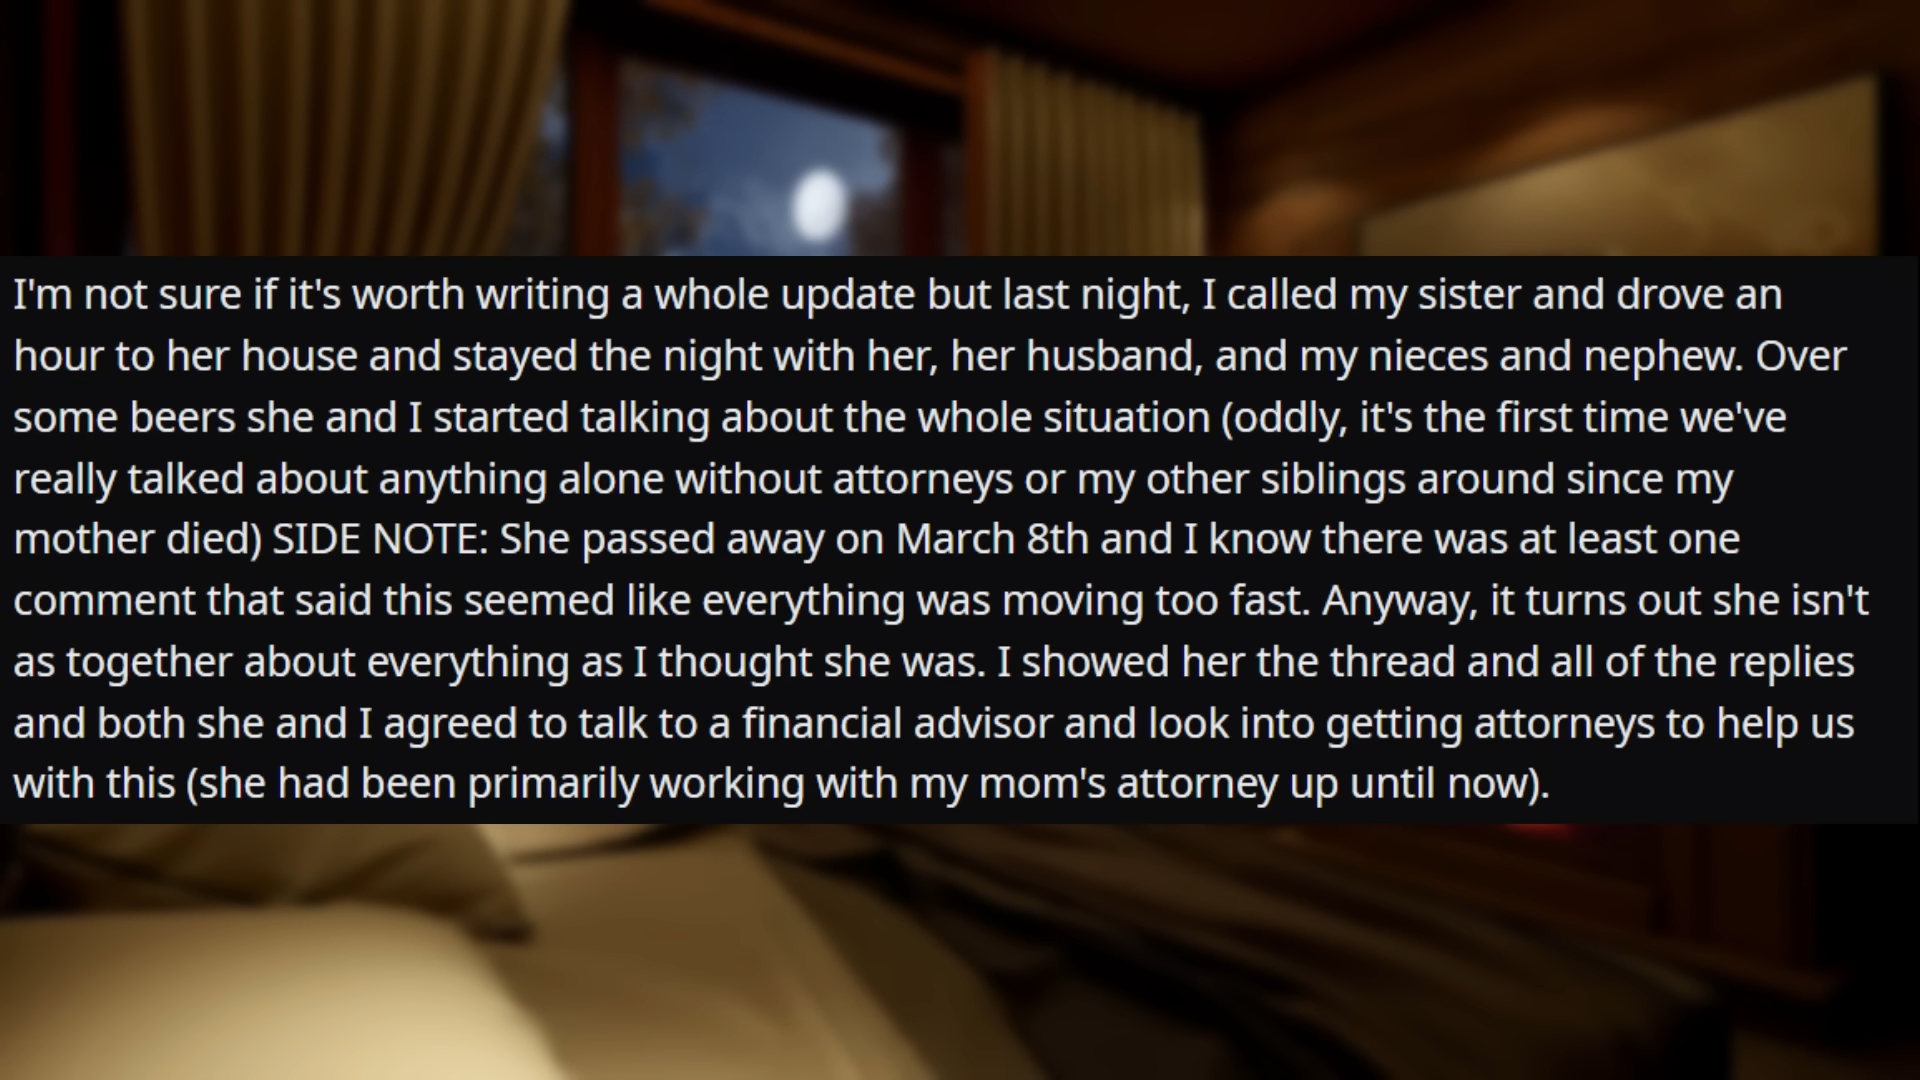 I'm not sure if it's worth writing a whole update but last night, I called my sister and drove an
hour to her house and stayed the night with her, her husband, and my nieces and nephew. Over
some beers she and I started talking about the whole situation (oddly, it's the first time we've
really talked about anything alone without attorneys or my other siblings around since my
mother died) SIDE NOTE: She passed away on March 8th and I know there was at least one
comment that said this seemed like everything was moving too fast. Anyway, it turns out she isn't
as together about everything as I thought she was. I showed her the thread and all of the replies
and both she and I agreed to talk to a financial advisor and look into getting attorneys to help us
with this (she had been primarily working with my mom's attorney up until now).